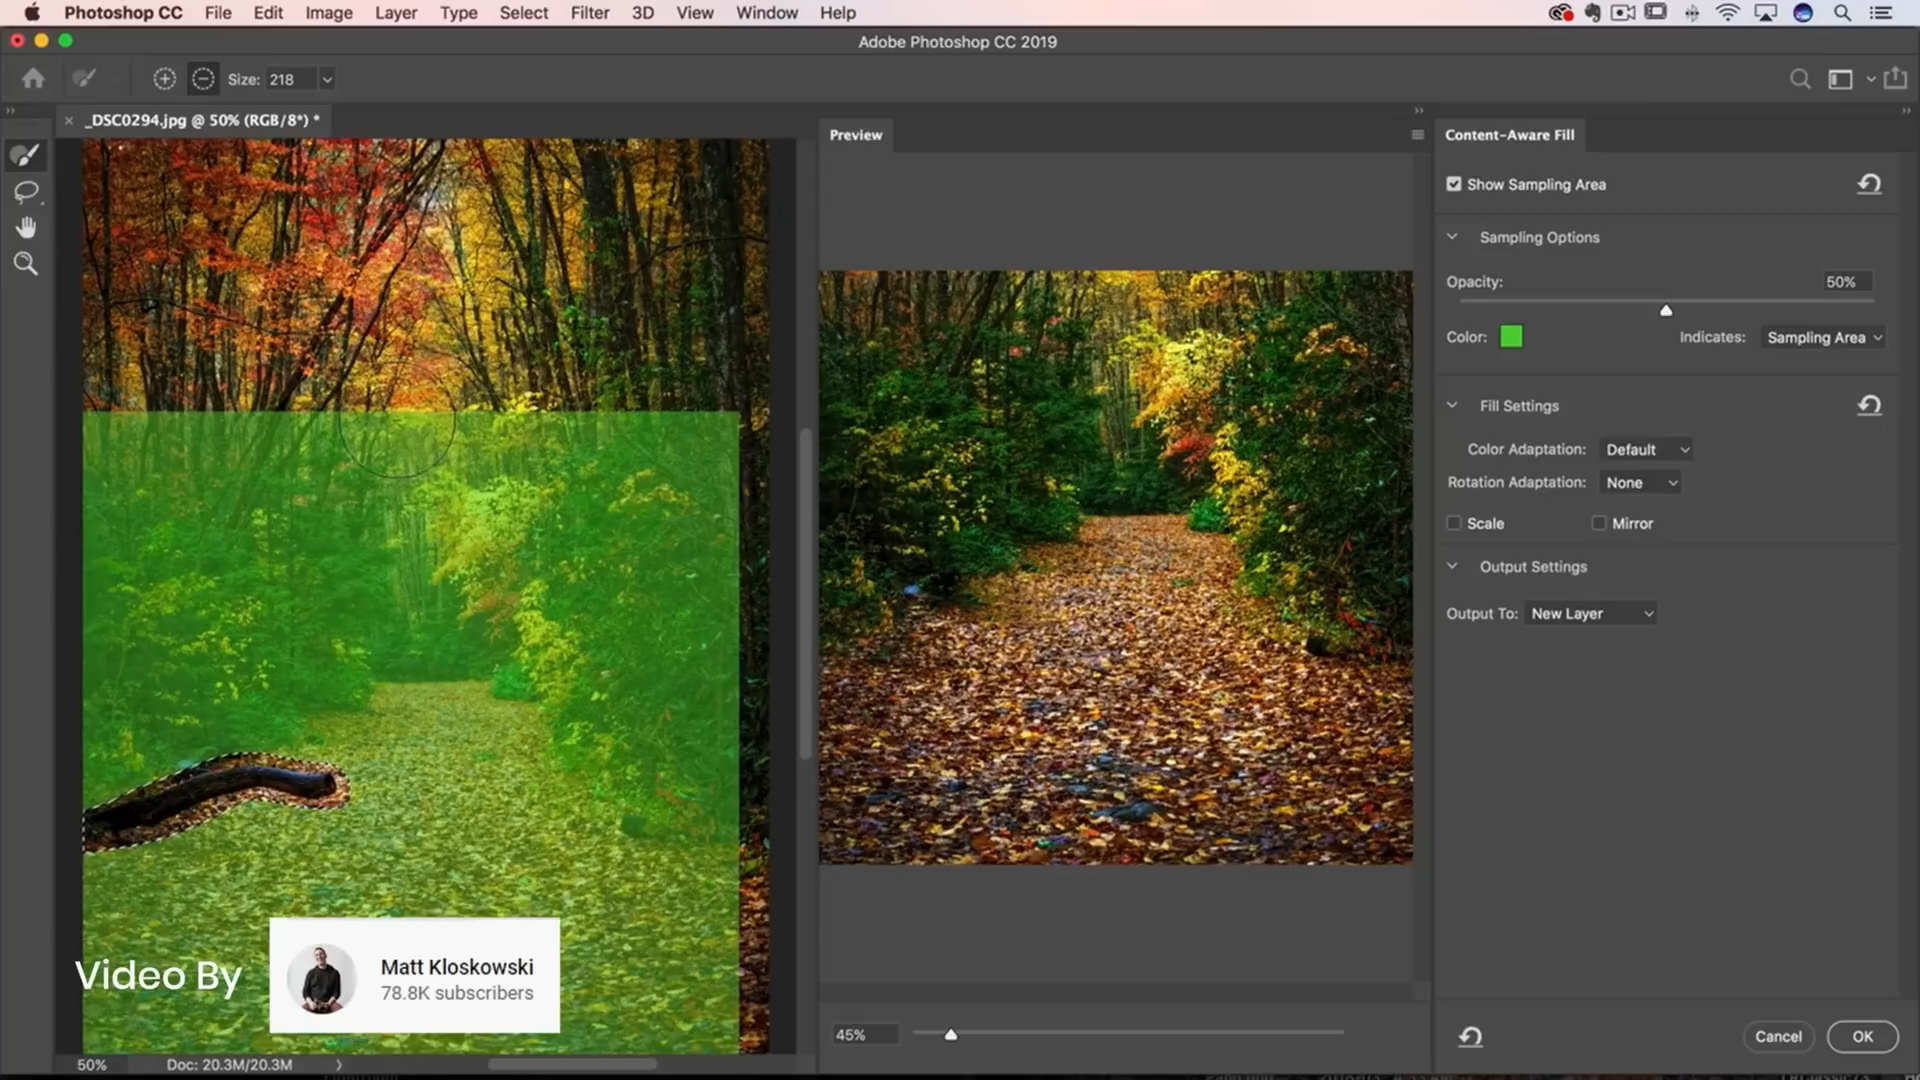 Photoshop CC File Edit Image Layer Type Select Filter 3D View Window Help
Adobe Photoshop CC 2019
Size: 218
_DSC0294.jpg @ 50% (RGB/8*) *
Preview
Content-Aware Fill
Show Sampling Area
Sampling Options
Opacity: 50%
Color: Indicates: Sampling Area
Fill Settings
Color Adaptation: Default
Rotation Adaptation: None
Scale Mirror
Output Settings
Output To: New Layer
Video By
Matt Kloskowski
78.8K subscribers
45%
Cancel OK
50% Doc: 20.3M/20.3M